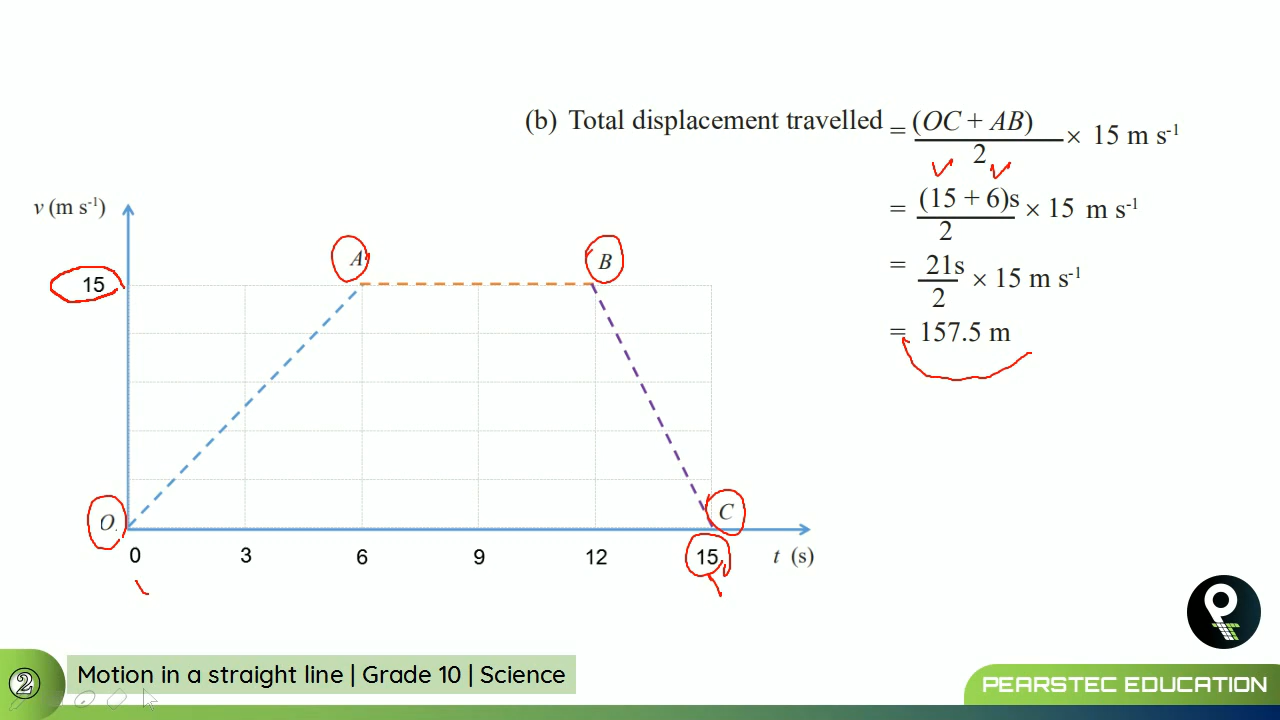 (b) Total displacement travelled = (OC + AB)/2 × 15 m s⁻¹
= (15 + 6)s/2 × 15 m s⁻¹
= 21s/2 × 15 m s⁻¹
= 157.5 m
v (m s⁻¹)
A
B
15
O
C
0 3 6 9 12 15 t (s)
2
Motion in a straight line | Grade 10 | Science
PEARSTEC EDUCATION